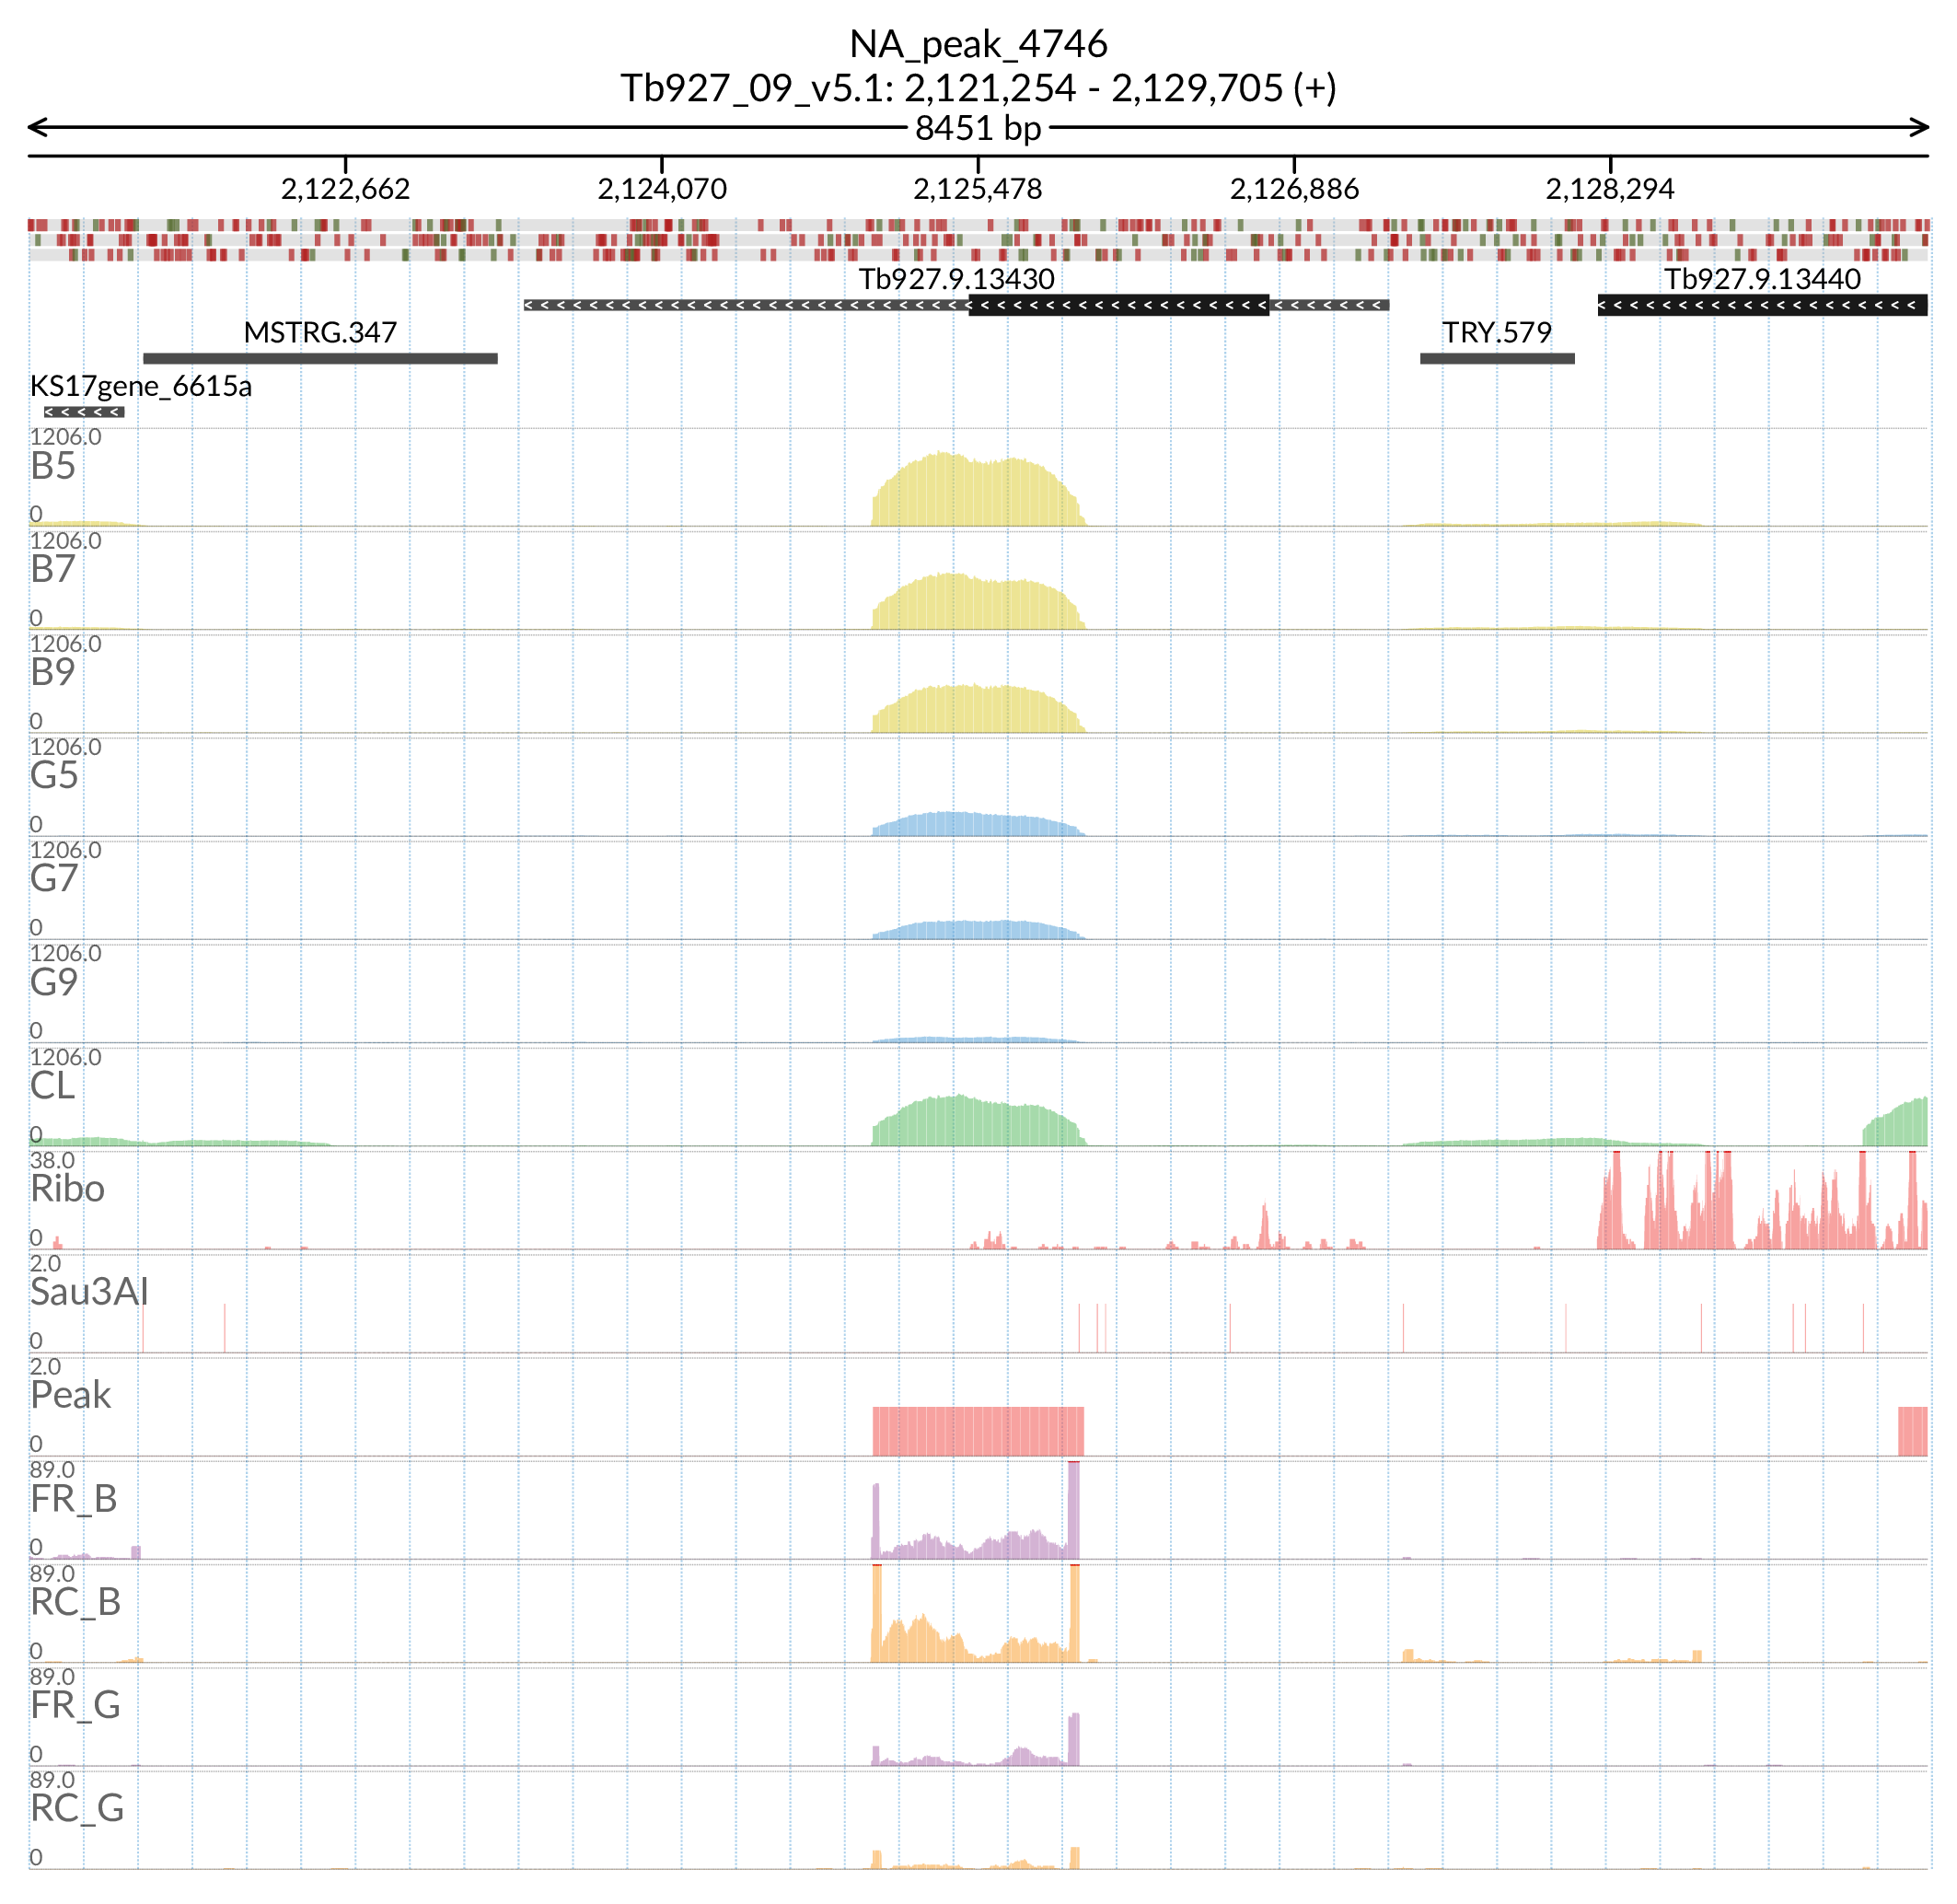 NA_peak_4746
Tb927_09_v5.1: 2,121,254 - 2,129,705 (+)
8451 bp
2,122,662 2,124,070 2,125,478 2,126,886 2,128,294
Tb927.9.13430 Tb927.9.13440
MSTRG.347 TRY.579
KS17gene_6615a
1206.0
B5
0
1206.0
B7
0
1206.0
B9
0
1206.0
G5
0
1206.0
G7
0
1206.0
G9
0
1206.0
CL
0
38.0
Ribo
0
2.0
Sau3AI
0
2.0
Peak
0
89.0
FR_B
0
89.0
RC_B
0
89.0
FR_G
0
89.0
RC_G
0